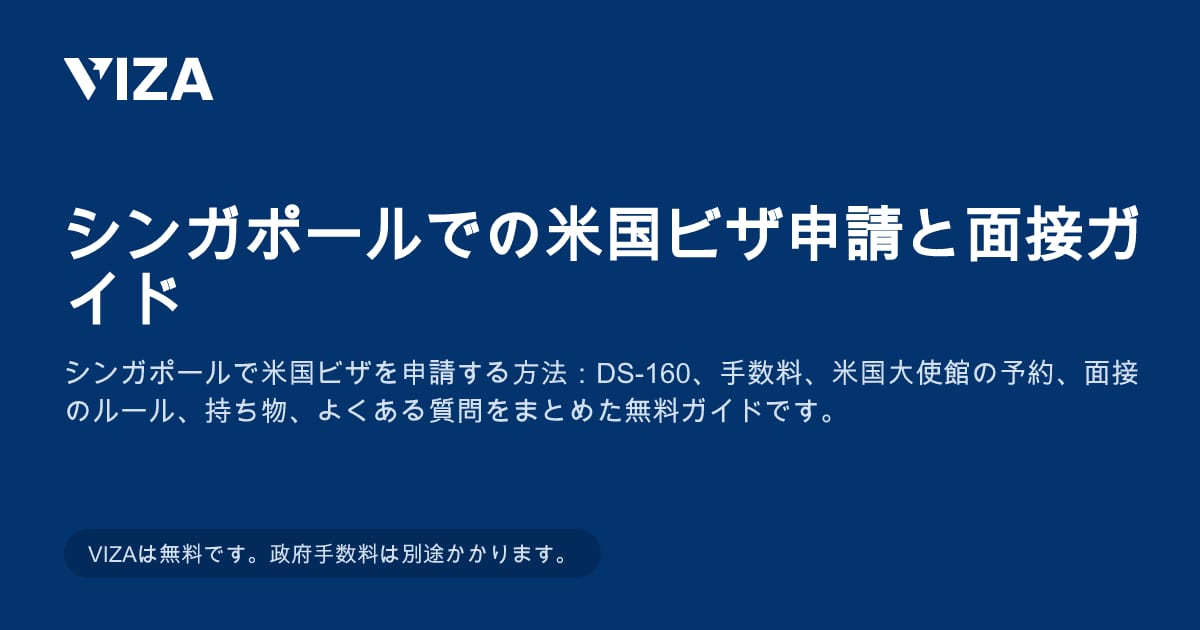 VIZA
シンガポールでの米国ビザ申請と面接ガ
イド
シンガポールで米国ビザを申請する方法：DS-160、手数料、米国大使館の予約、面接
のルール、持ち物、よくある質問をまとめた無料ガイドです。
VIZAは無料です。政府手数料は別途かかります。